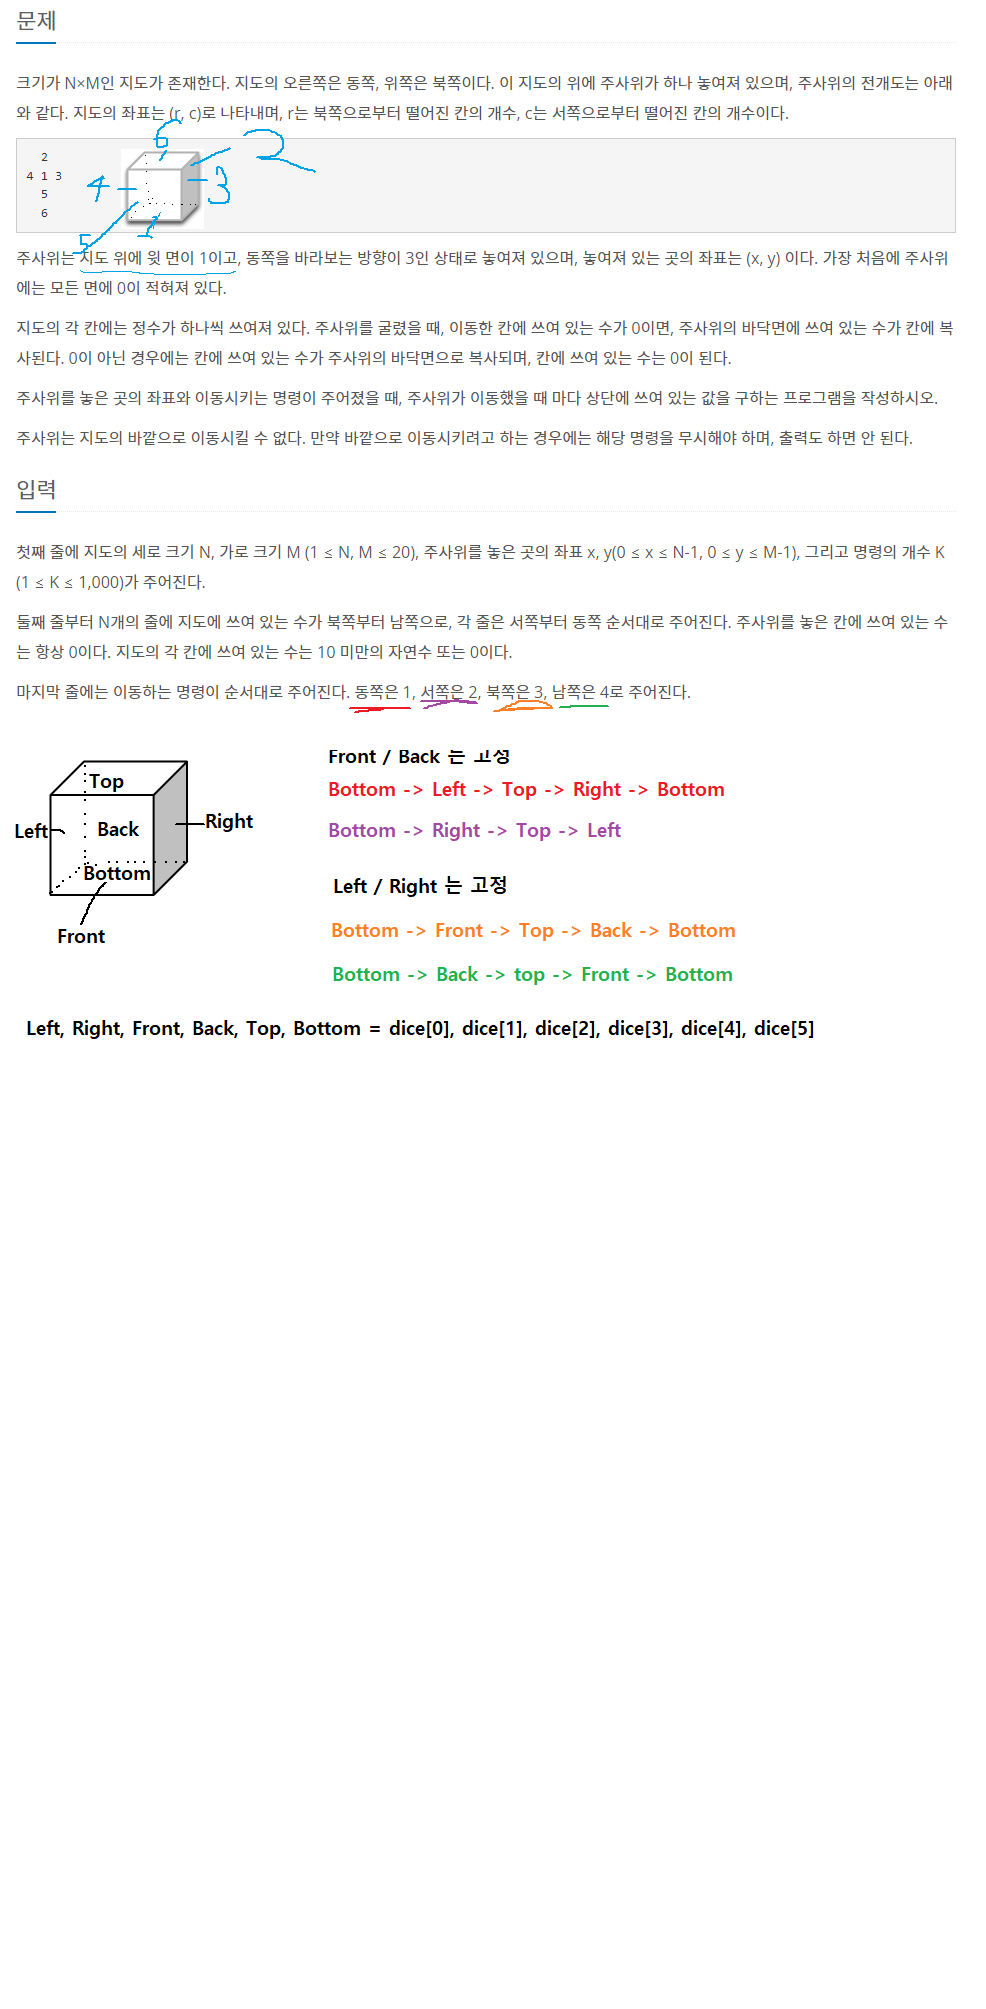 문제
크기가 N×M인 지도가 존재한다. 지도의 오른쪽은 동쪽, 위쪽은 북쪽이다. 이 지도의 위에 주사위가 하나 놓여져 있으며, 주사위의 전개도는 아래
와 같다. 지도의 좌표는 (r, c)로 나타내며, r는 북쪽으로부터 떨어진 칸의 개수, c는 서쪽으로부터 떨어진 칸의 개수이다.
2
4 1 3
5
6
6
2
4
3
5
1
주사위는 지도 위에 윗 면이 1이고, 동쪽을 바라보는 방향이 3인 상태로 놓여져 있으며, 놓여져 있는 곳의 좌표는 (x, y) 이다. 가장 처음에 주사위
에는 모든 면에 0이 적혀져 있다.
지도의 각 칸에는 정수가 하나씩 쓰여져 있다. 주사위를 굴렸을 때, 이동한 칸에 쓰여 있는 수가 0이면, 주사위의 바닥면에 쓰여 있는 수가 칸에 복
사된다. 0이 아닌 경우에는 칸에 쓰여 있는 수가 주사위의 바닥면으로 복사되며, 칸에 쓰여 있는 수는 0이 된다.
주사위를 놓은 곳의 좌표와 이동시키는 명령이 주어졌을 때, 주사위가 이동했을 때 마다 상단에 쓰여 있는 값을 구하는 프로그램을 작성하시오.
주사위는 지도의 바깥으로 이동시킬 수 없다. 만약 바깥으로 이동시키려고 하는 경우에는 해당 명령을 무시해야 하며, 출력도 하면 안 된다.
입력
첫째 줄에 지도의 세로 크기 N, 가로 크기 M (1 ≤ N, M ≤ 20), 주사위를 놓은 곳의 좌표 x, y(0 ≤ x ≤ N-1, 0 ≤ y ≤ M-1), 그리고 명령의 개수 K
(1 ≤ K ≤ 1,000)가 주어진다.
둘째 줄부터 N개의 줄에 지도에 쓰여 있는 수가 북쪽부터 남쪽으로, 각 줄은 서쪽부터 동쪽 순서대로 주어진다. 주사위를 놓은 칸에 쓰여 있는 수
는 항상 0이다. 지도의 각 칸에 쓰여 있는 수는 10 미만의 자연수 또는 0이다.
마지막 줄에는 이동하는 명령이 순서대로 주어진다. 동쪽은 1, 서쪽은 2, 북쪽은 3, 남쪽은 4로 주어진다.
Front / Back 는 고정
Bottom -> Left -> Top -> Right -> Bottom
Bottom -> Right -> Top -> Left
Left / Right 는 고정
Bottom -> Front -> Top -> Back -> Bottom
Bottom -> Back -> top -> Front -> Bottom
Top
Left
Back
Right
Bottom
Front
Left, Right, Front, Back, Top, Bottom = dice[0], dice[1], dice[2], dice[3], dice[4], dice[5]